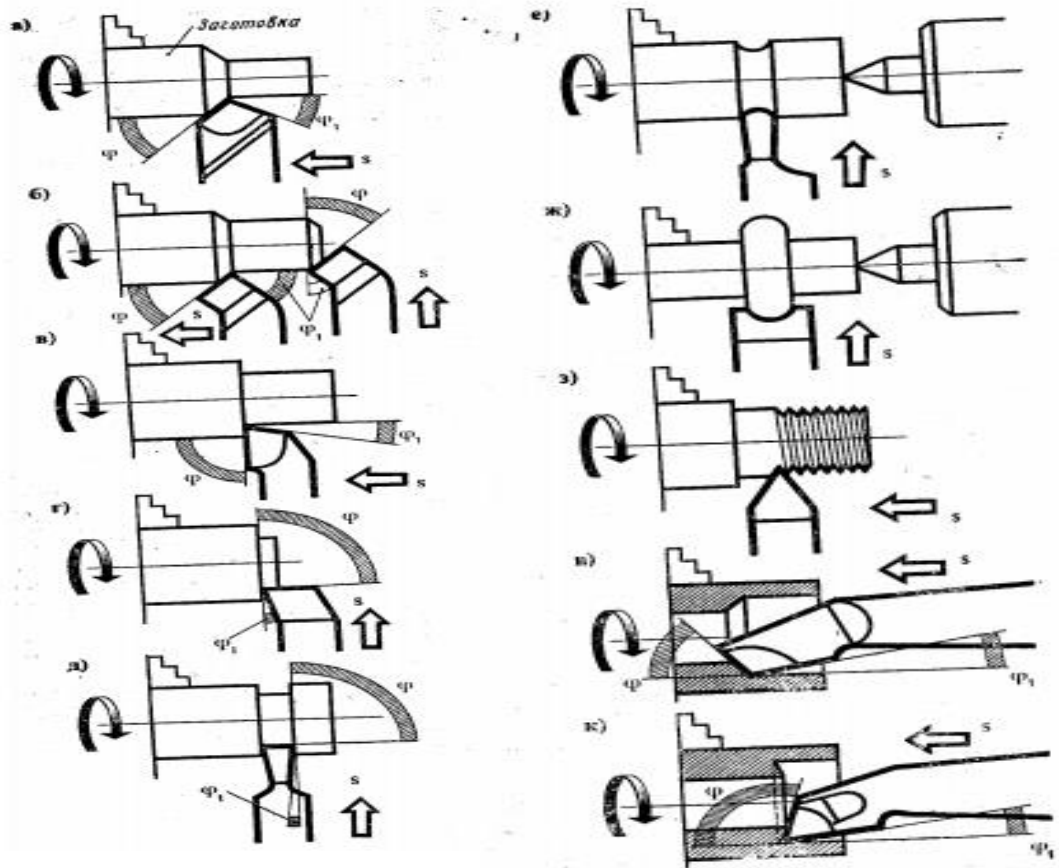 а)
Заготовка
φ
φ₁
s
б)
φ
s
φ
s
φ₁
в)
φ
φ₁
s
г)
φ
s
φ₁
д)
φ
s
φ₁
е)
s
ж)
s
з)
s
и)
s
φ
φ₁
к)
s
φ
φ₁